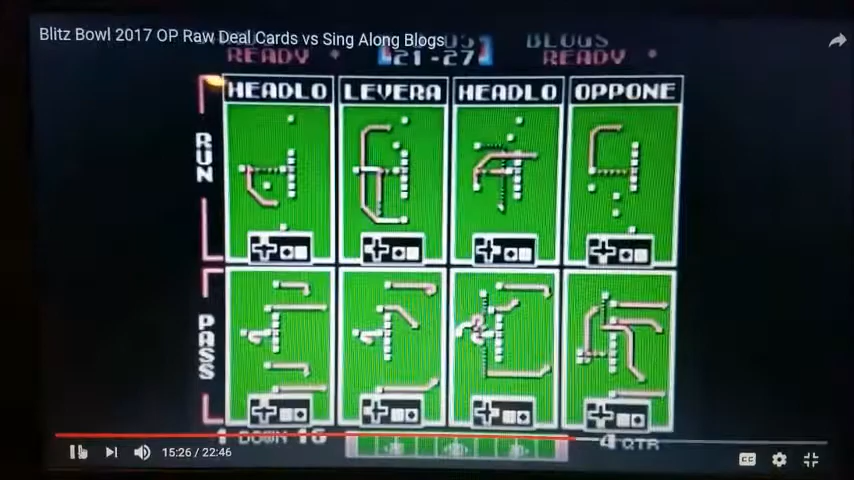 Blitz Bowl 2017 OP Raw Deal Cards vs Sing Along Blogs
BLOGS
READY
21-27
READY
HEADLO
LEVERA
HEADLO
OPPONE
RUN
PASS
1 DOWN 16
4 QTR
15:26 / 22:46
CC